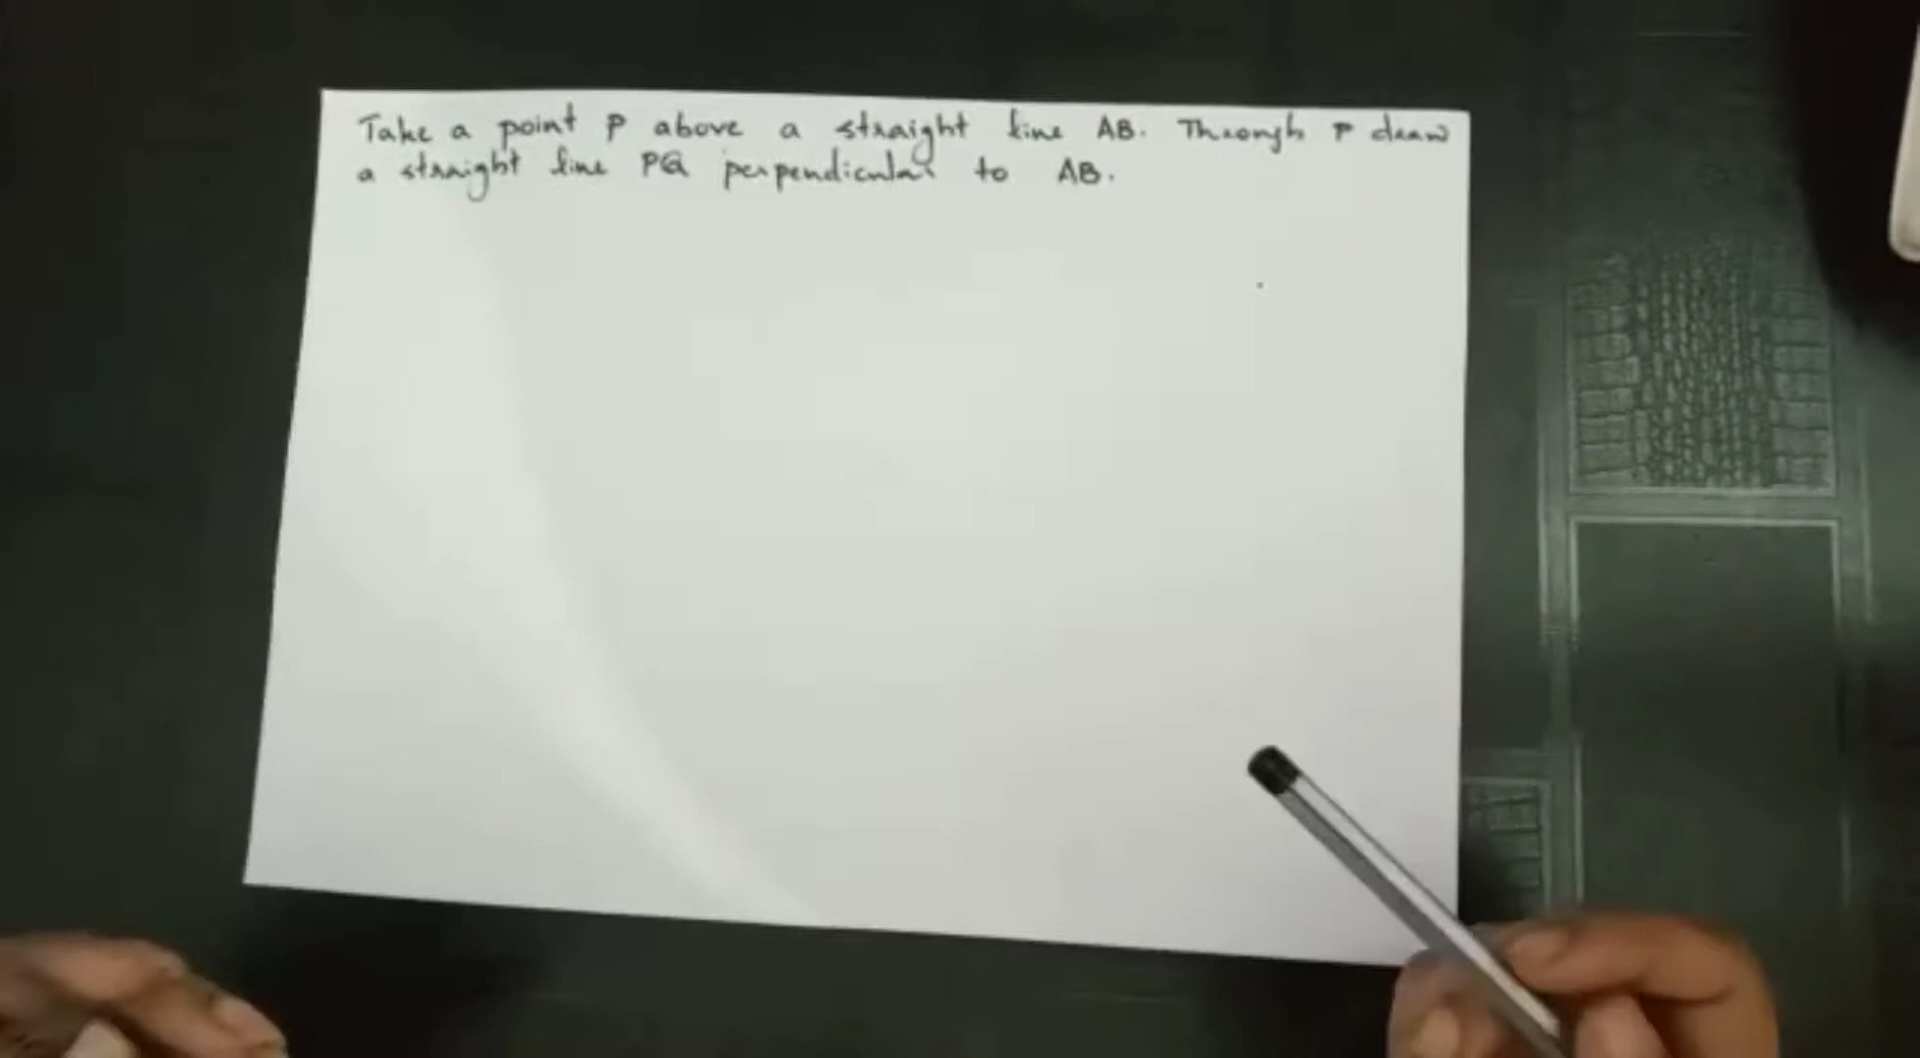 Take a point P above a straight line AB. Through P draw
a straight line PQ perpendicular to AB.